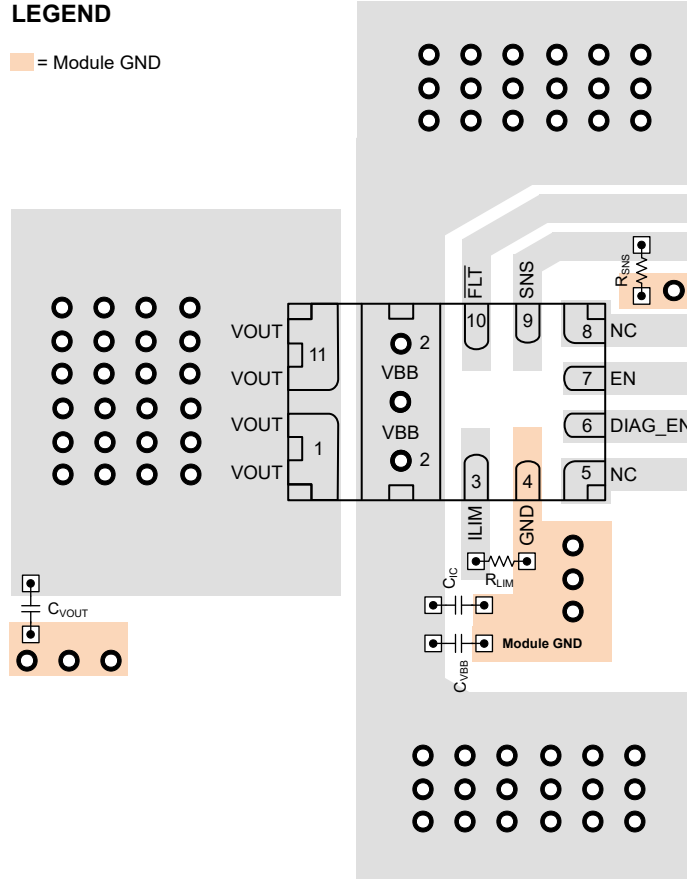 LEGEND
= Module GND
FLT
SNS
RSNS
10
9
8
NC
VOUT
11
VOUT
2
VBB
7
EN
VOUT
1
VOUT
VBB
2
6
DIAG_EN
3
4
5
NC
ILIM
GND
RLIM
CIC
CVOUT
Module GND
CVBB